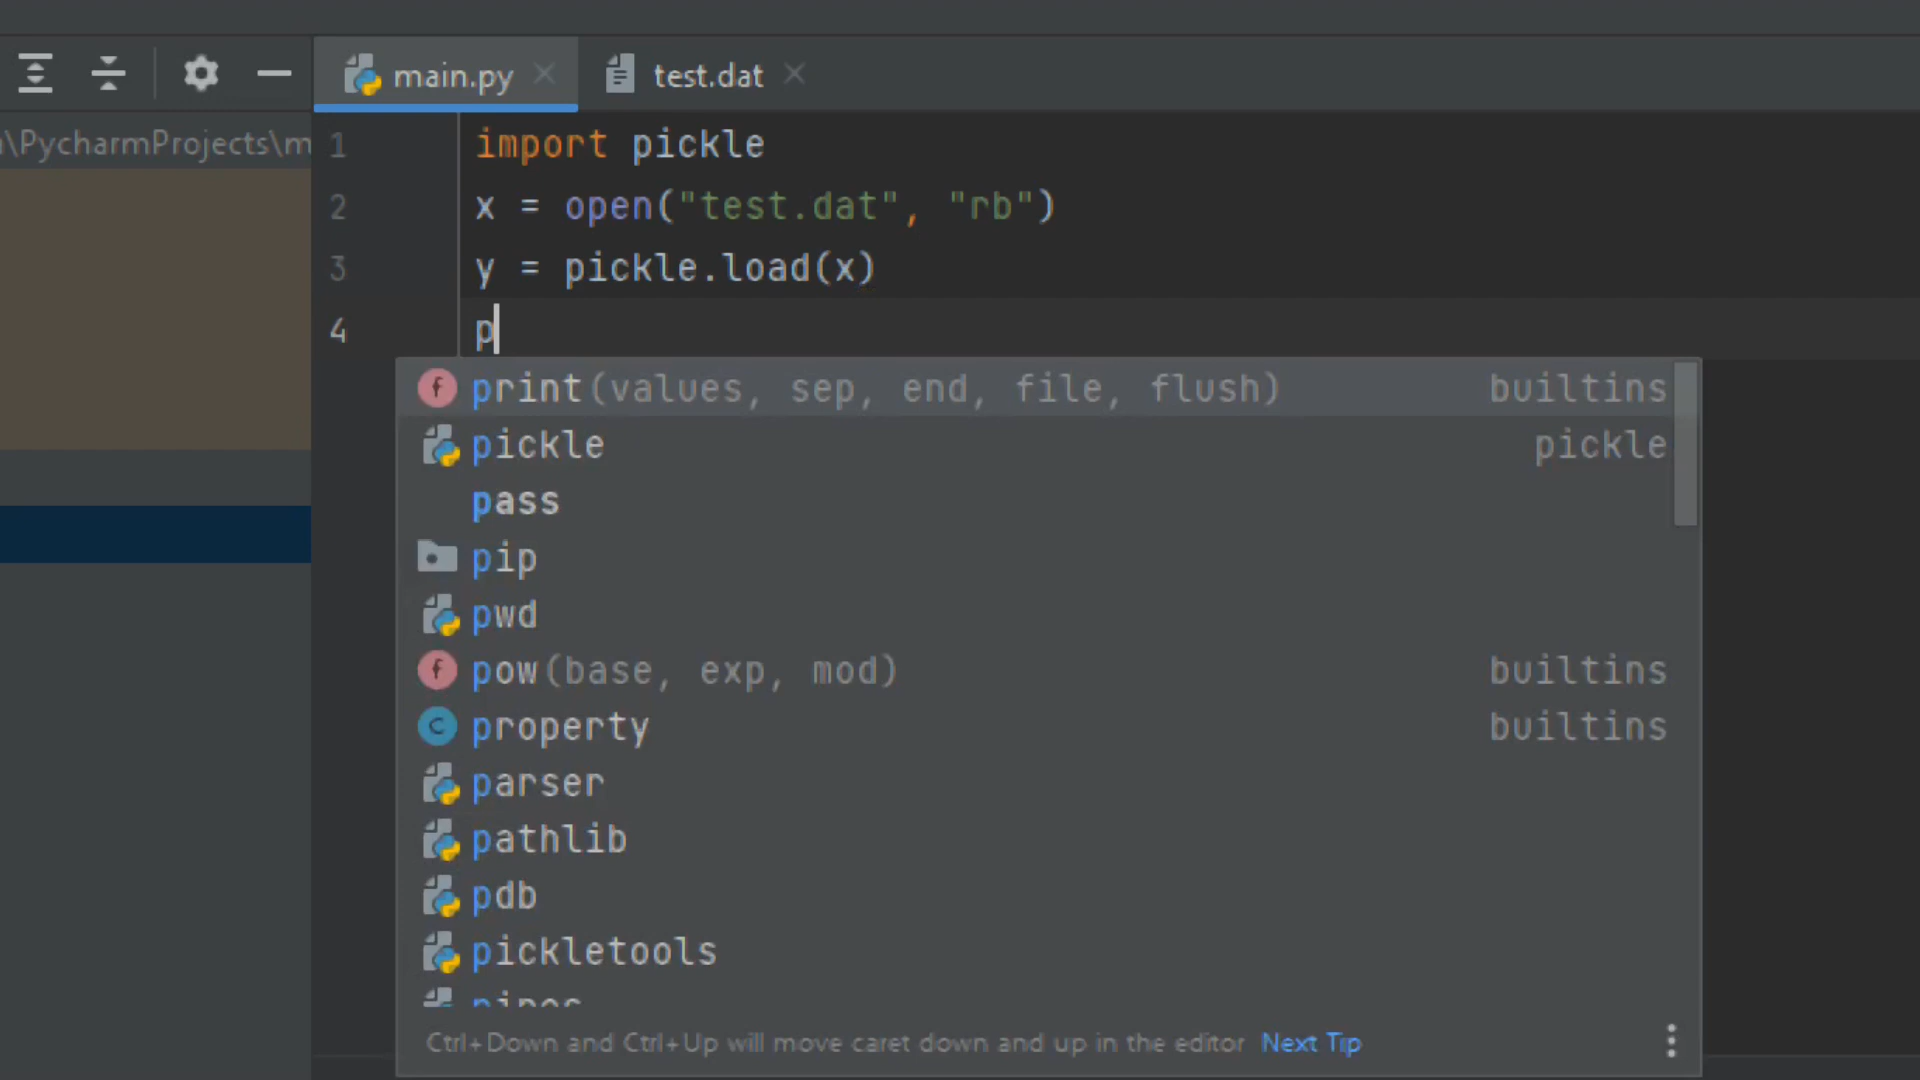 main.py
test.dat
\PycharmProjects\m
1 import pickle
2 x = open("test.dat", "rb")
3 y = pickle.load(x)
4 p
print(values, sep, end, file, flush) builtins
pickle pickle
pass
pip
pwd
pow(base, exp, mod) builtins
property builtins
parser
pathlib
pdb
pickletools
pipes
Ctrl+Down and Ctrl+Up will move caret down and up in the editor Next Tip